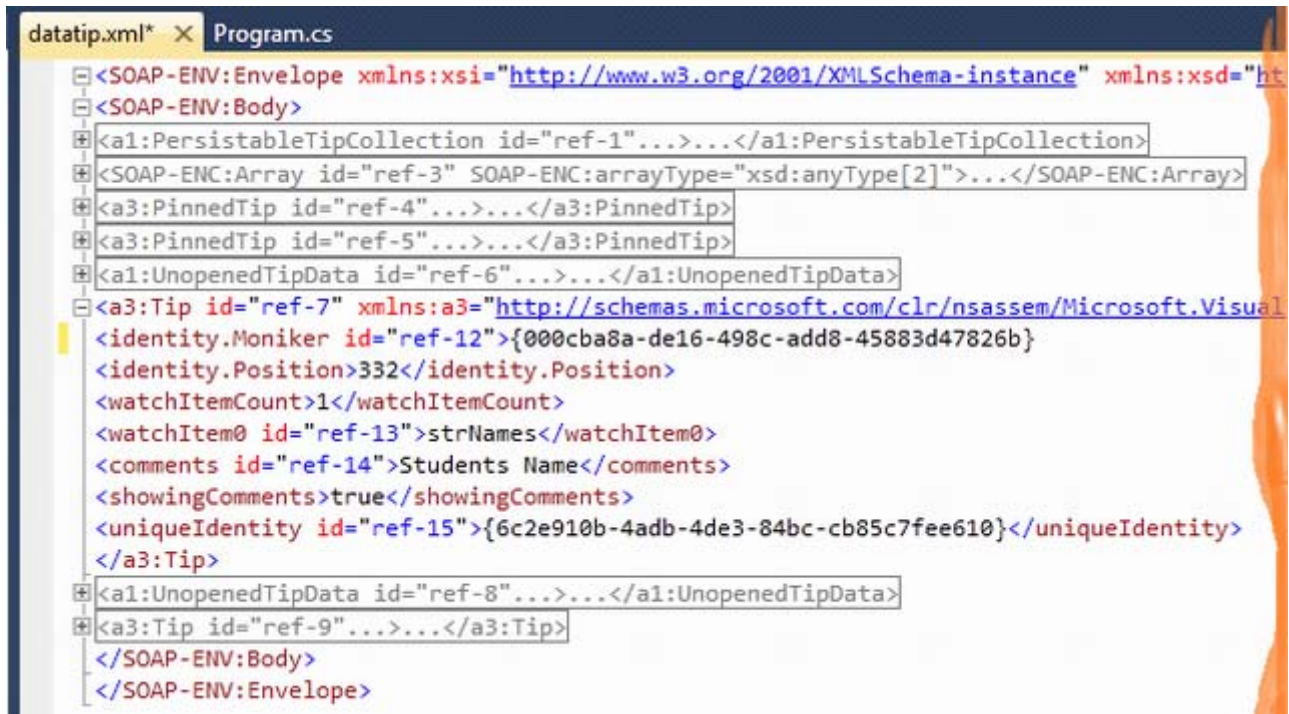 datatip.xml* × Program.cs
<SOAP-ENV:Envelope xmlns:xsi="http://www.w3.org/2001/XMLSchema-instance" xmlns:xsd="ht
<SOAP-ENV:Body>
<a1:PersistableTipCollection id="ref-1"...>...</a1:PersistableTipCollection>
<SOAP-ENC:Array id="ref-3" SOAP-ENC:arrayType="xsd:anyType[2]">...</SOAP-ENC:Array>
<a3:PinnedTip id="ref-4"...>...</a3:PinnedTip>
<a3:PinnedTip id="ref-5"...>...</a3:PinnedTip>
<a1:UnopenedTipData id="ref-6"...>...</a1:UnopenedTipData>
<a3:Tip id="ref-7" xmlns:a3="http://schemas.microsoft.com/clr/nsassem/Microsoft.Visual
<identity.Moniker id="ref-12">{000cba8a-de16-498c-add8-45883d47826b}
<identity.Position>332</identity.Position>
<watchItemCount>1</watchItemCount>
<watchItem0 id="ref-13">strNames</watchItem0>
<comments id="ref-14">Students Name</comments>
<showingComments>true</showingComments>
<uniqueIdentity id="ref-15">{6c2e910b-4adb-4de3-84bc-cb85c7fee610}</uniqueIdentity>
</a3:Tip>
<a1:UnopenedTipData id="ref-8"...>...</a1:UnopenedTipData>
<a3:Tip id="ref-9"...>...</a3:Tip>
</SOAP-ENV:Body>
</SOAP-ENV:Envelope>